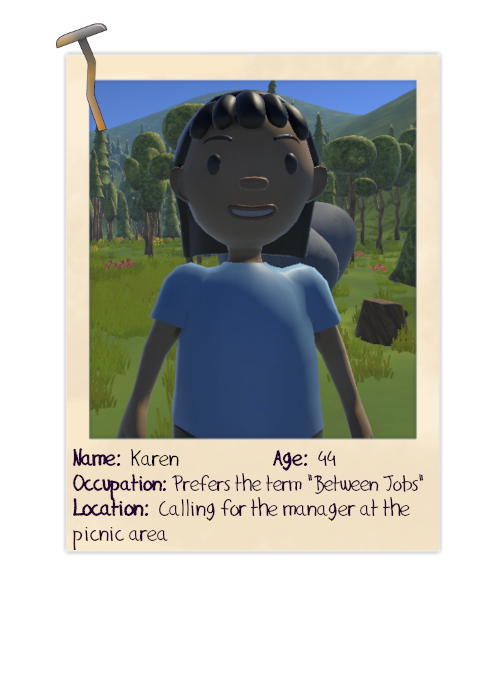 Name: Karen Age: 44
Occupation: Prefers the term "Between Jobs"
Location: Calling for the manager at the
picnic area